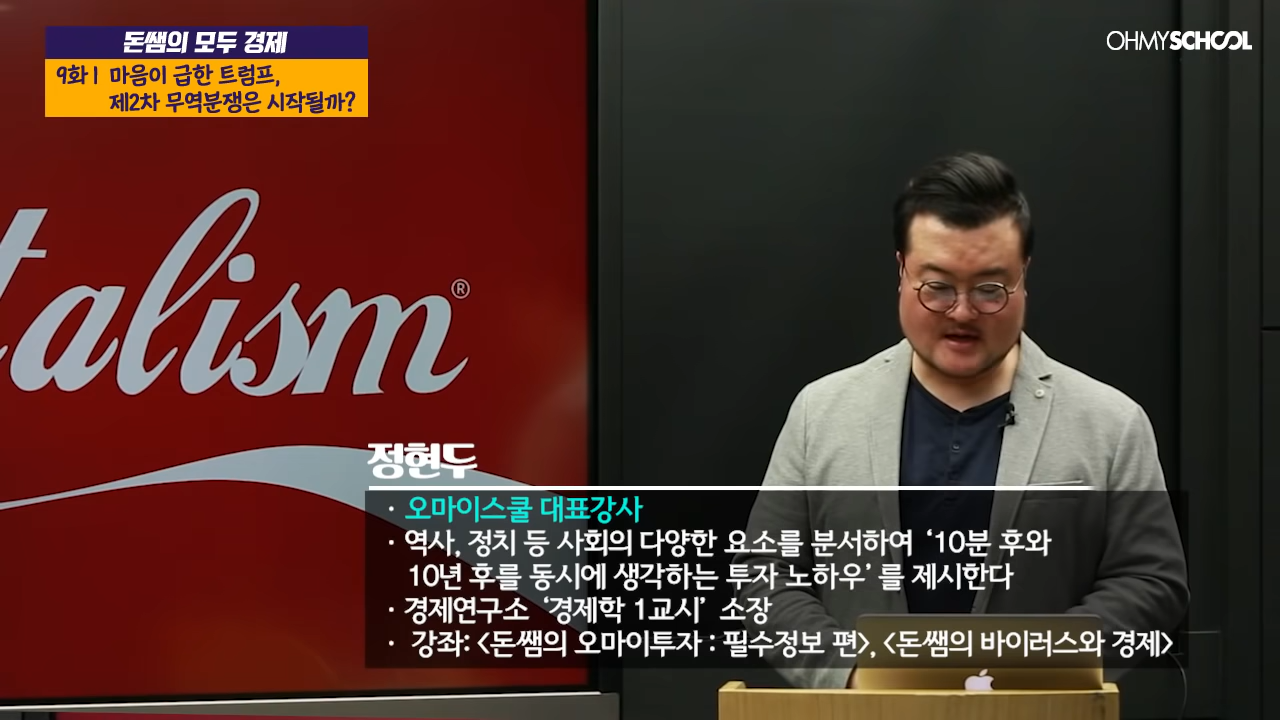 돈쌤의 모두 경제
9화 | 마음이 급한 트럼프,
제2차 무역분쟁은 시작될까?
OHMYSCHOOL
talism®
정현두
· 오마이스쿨 대표강사
· 역사, 정치 등 사회의 다양한 요소를 분서하여 ‘10분 후와
10년 후를 동시에 생각하는 투자 노하우’를 제시한다
· 경제연구소 ‘경제학 1교시’ 소장
· 강좌: <돈쌤의 오마이투자 : 필수정보 편>, <돈쌤의 바이러스와 경제>